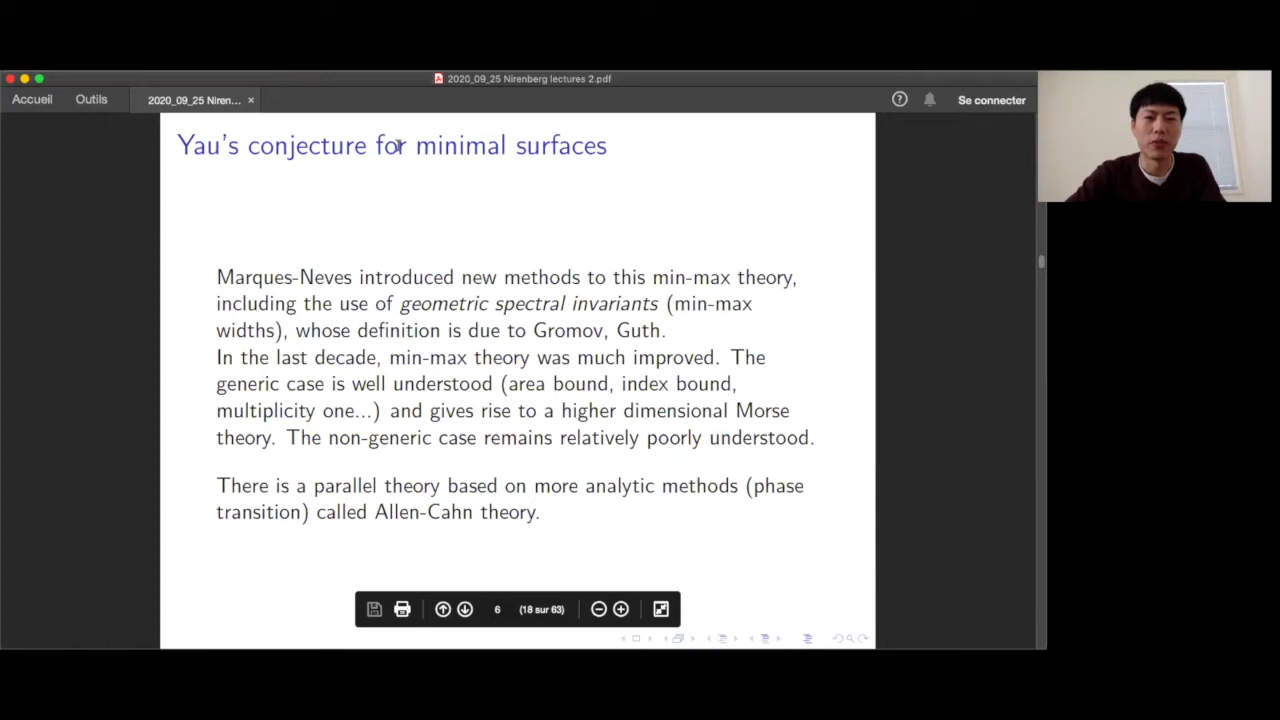 2020_09_25 Nirenberg lectures 2.pdf
Accueil Outils 2020_09_25 Niren... × Se connecter
Yau's conjecture for minimal surfaces
Marques-Neves introduced new methods to this min-max theory,
including the use of geometric spectral invariants (min-max
widths), whose definition is due to Gromov, Guth.
In the last decade, min-max theory was much improved. The
generic case is well understood (area bound, index bound,
multiplicity one...) and gives rise to a higher dimensional Morse
theory. The non-generic case remains relatively poorly understood.
There is a parallel theory based on more analytic methods (phase
transition) called Allen-Cahn theory.
6 (18 sur 63)